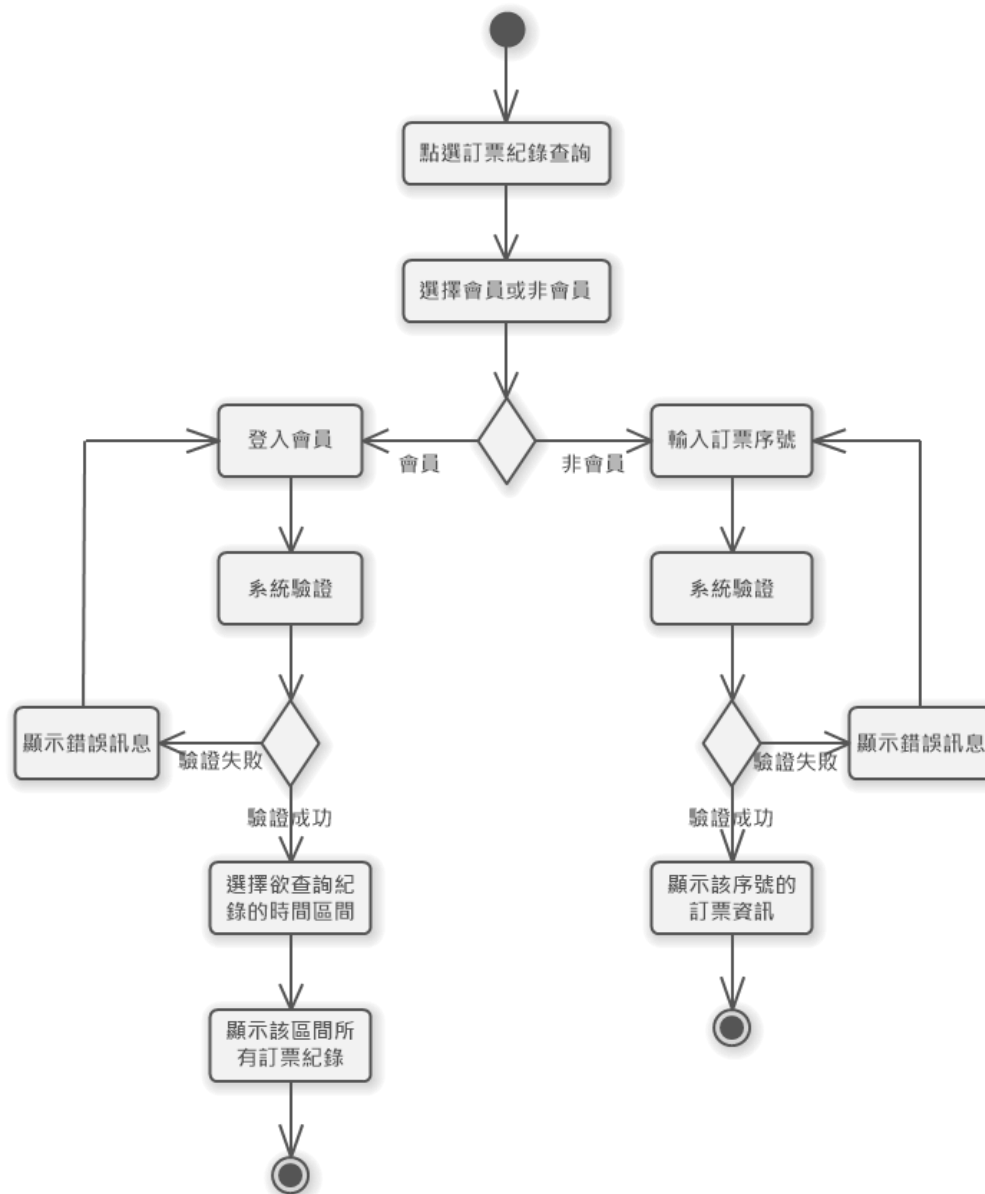 點選訂票紀錄查詢
選擇會員或非會員
登入會員
會員
非會員
輸入訂票序號
系統驗證
系統驗證
顯示錯誤訊息
驗證失敗
驗證失敗
顯示錯誤訊息
驗證成功
驗證成功
選擇欲查詢紀
錄的時間區間
顯示該序號的
訂票資訊
顯示該區間所
有訂票紀錄